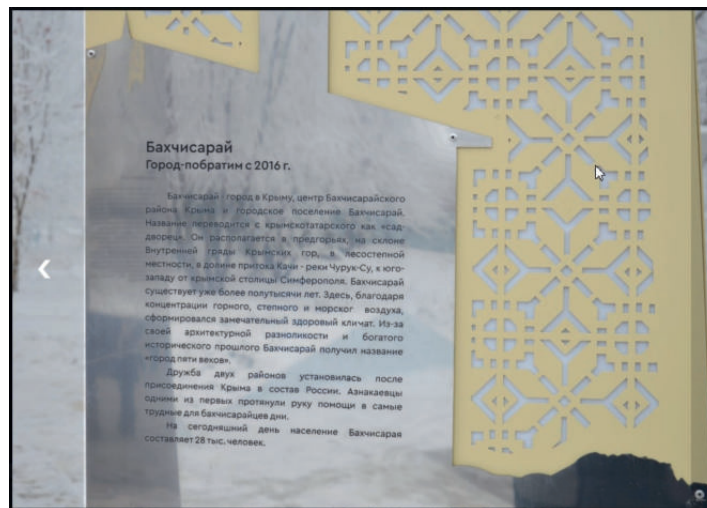 Бахчисарай
Город-побратим с 2016 г.
Бахчисарай - город в Крыму, центр Бахчисарайского
района Крыма и городское поселение Бахчисарай.
Название переводится с крымскотатарского как «сад-
дворец». Он располагается в предгорьях, на склоне
Внутренней гряды Крымских гор, в лесостепной
местности, в долине притока Качи - реки Чурук-Су, к юго-
западу от крымской столицы Симферополя. Бахчисарай
существует уже более полутысячи лет. Здесь, благодаря
концентрации горного, степного и морског воздуха,
сформировался замечательный здоровый кличат. Из-за
своей архитектурной разноликости и богатого
исторического прошлого Бахчисарай получил название
«город пяти веков».
Дружба двух районов установилась после
присоединения Крыма в состав России. Азнакаевцы
одними из первых протянули руку помощи в самые
трудные для бахчисарайцев дни.
На сегодняшний день население Бахчисарая
составляет 28 тыс. человек.